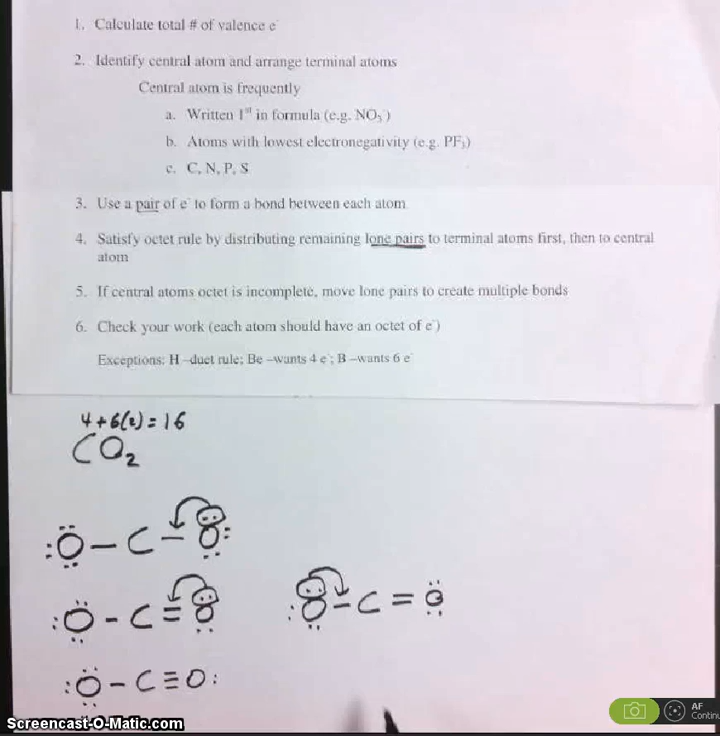 1. Calculate total # of valence e⁻
2. Identify central atom and arrange terminal atoms
Central atom is frequently
a. Written 1st in formula (e.g. NO₃⁻)
b. Atoms with lowest electronegativity (e.g. PF₃)
c. C, N, P, S
3. Use a pair of e⁻ to form a bond between each atom
4. Satisfy octet rule by distributing remaining lone pairs to terminal atoms first, then to central
atom
5. If central atoms octet is incomplete, move lone pairs to create multiple bonds
6. Check your work (each atom should have an octet of e⁻)
Exceptions: H –duet rule; Be –wants 4 e⁻; B –wants 6 e⁻
4+6(2)=16
CO₂
:Ö–C–Ö:
:Ö–C=Ö
:Ö–C=Ö
:Ö–C≡O:
Screencast-O-Matic.com
AF
Continu